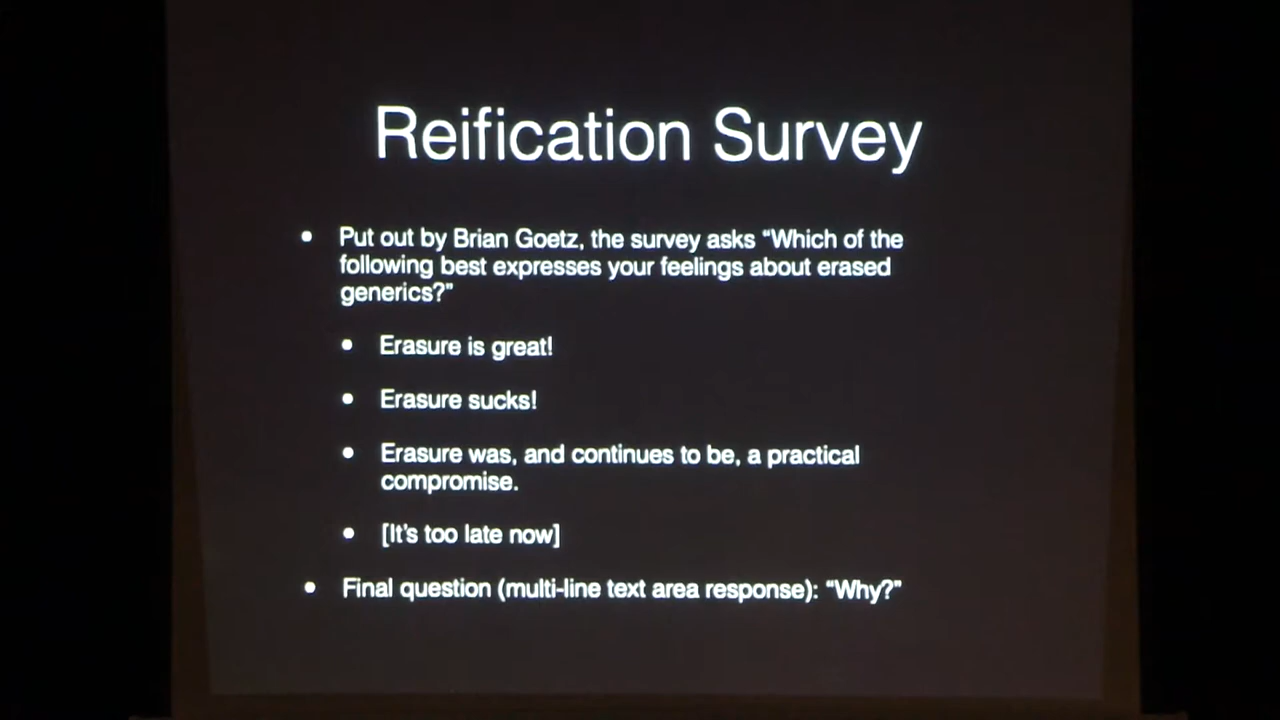 Reification Survey
• Put out by Brian Goetz, the survey asks “Which of the
following best expresses your feelings about erased
generics?”
• Erasure is great!
• Erasure sucks!
• Erasure was, and continues to be, a practical
compromise.
• [It’s too late now]
• Final question (multi-line text area response): “Why?”